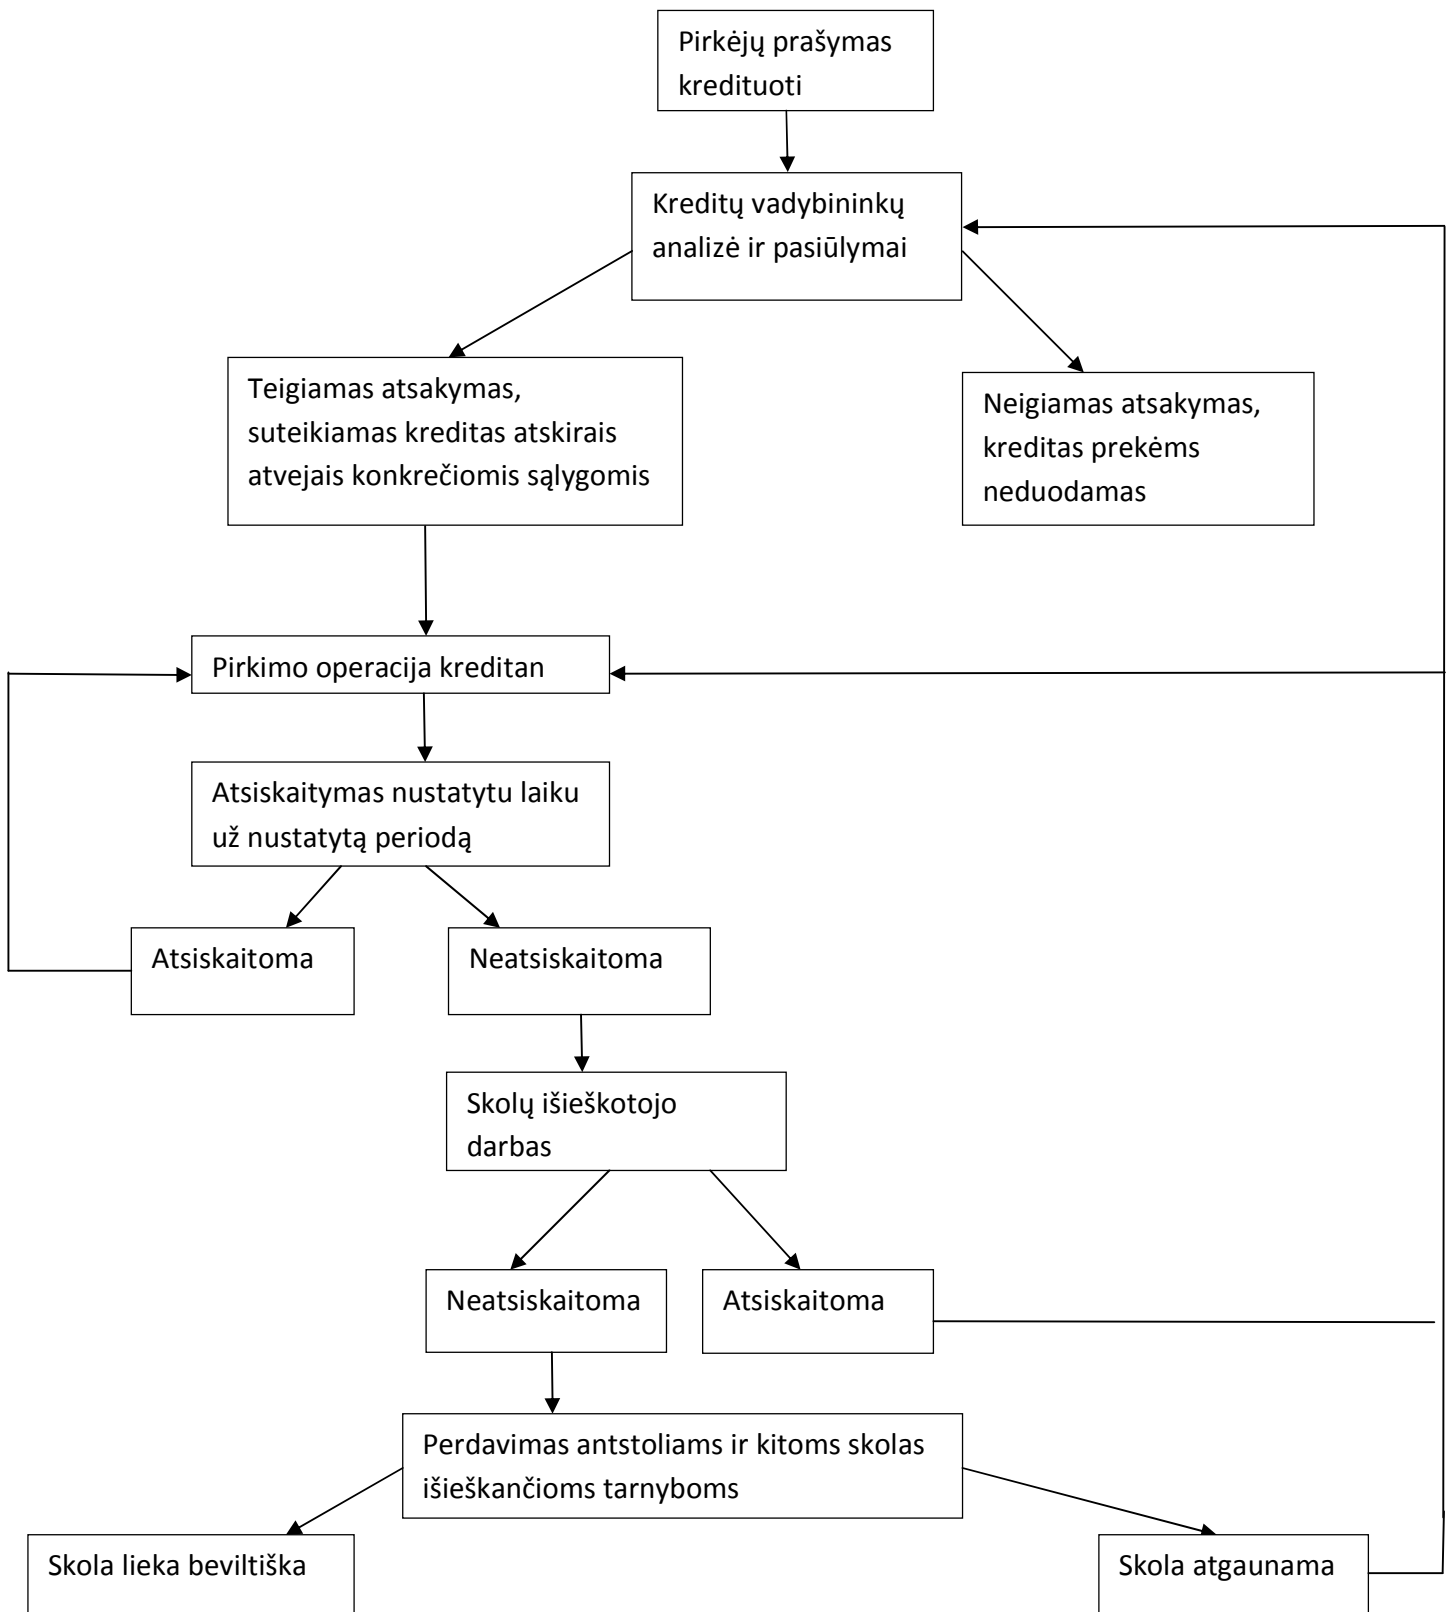 Pirkėjų prašymas
kredituoti
Kreditų vadybininkų
analizė ir pasiūlymai
Teigiamas atsakymas,
suteikiamas kreditas atskirais
atvejais konkrečiomis sąlygomis
Neigiamas atsakymas,
kreditas prekėms
neduodamas
Pirkimo operacija kreditan
Atsiskaitymas nustatytu laiku
už nustatytą periodą
Atsiskaitoma
Neatsiskaitoma
Skolų išieškotojo
darbas
Neatsiskaitoma
Atsiskaitoma
Perdavimas antstoliams ir kitoms skolas
išieškančioms tarnyboms
Skola lieka beviltiška
Skola atgaunama